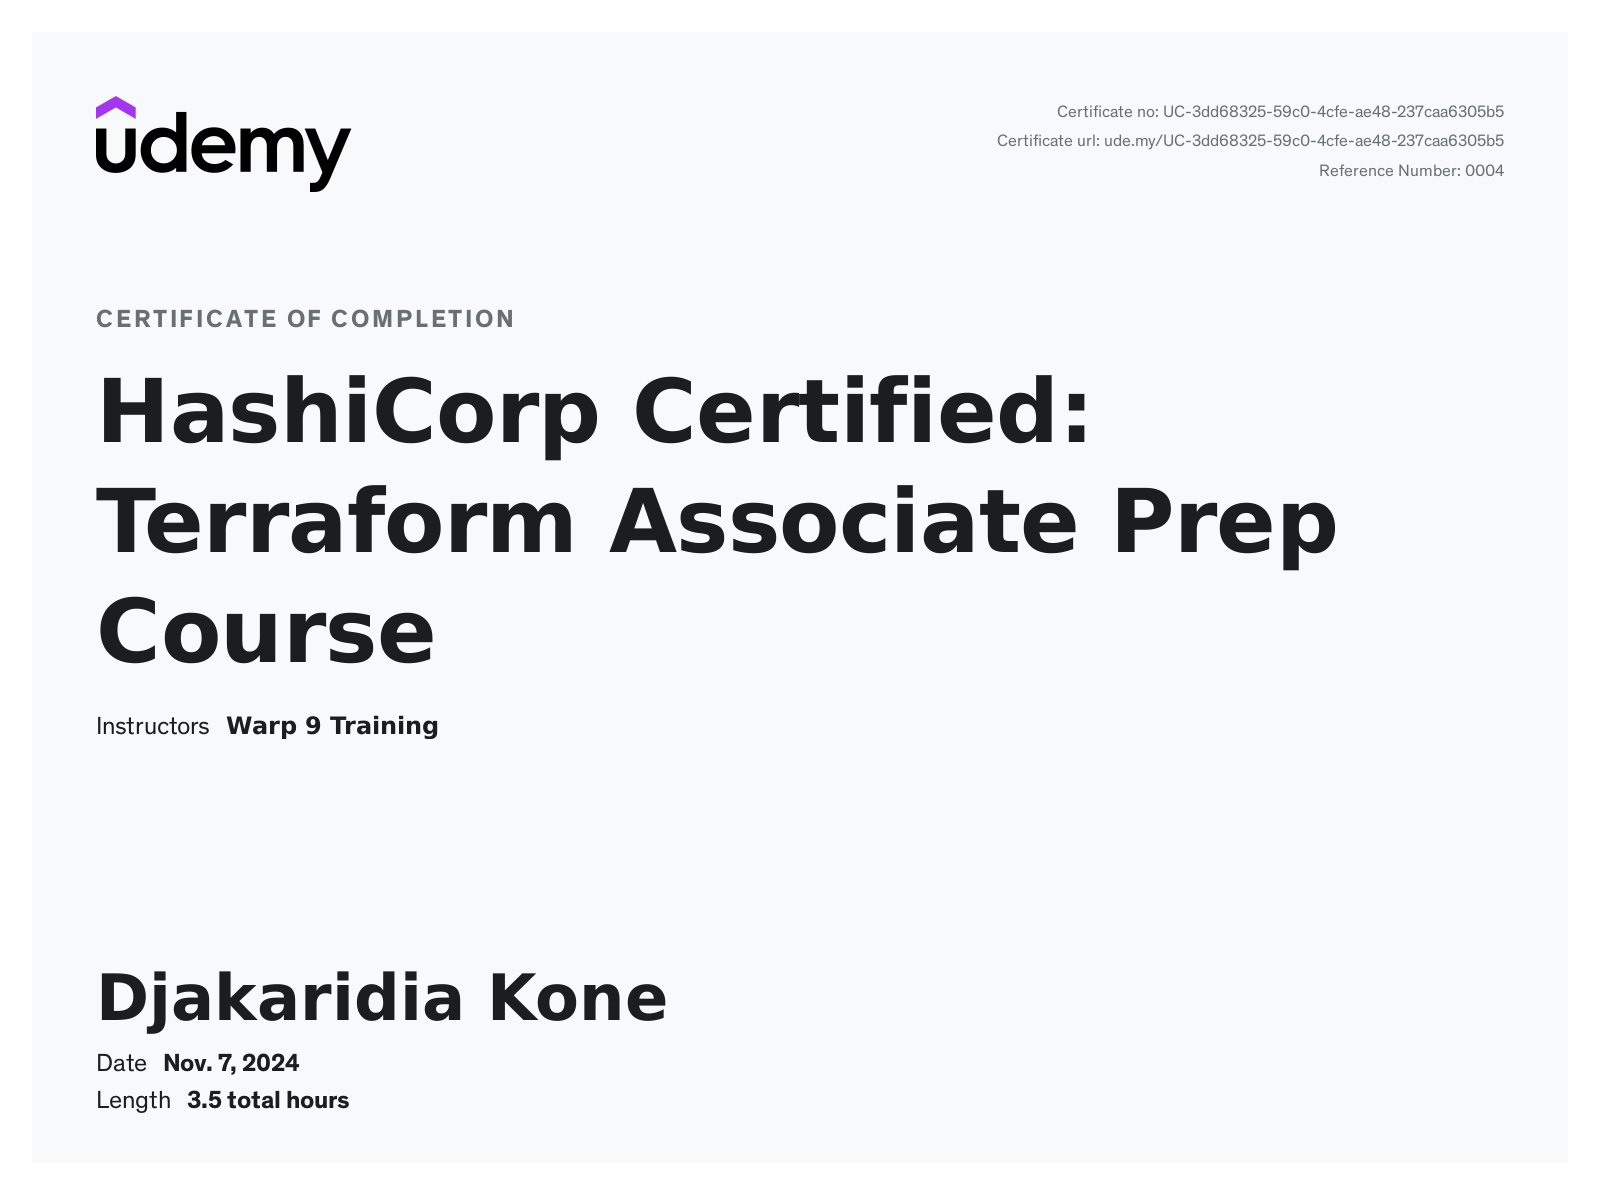 udemy
Certificate no: UC-3dd68325-59c0-4cfe-ae48-237caa6305b5
Certificate url: ude.my/UC-3dd68325-59c0-4cfe-ae48-237caa6305b5
Reference Number: 0004
CERTIFICATE OF COMPLETION
HashiCorp Certified:
Terraform Associate Prep
Course
Instructors Warp 9 Training
Djakaridia Kone
Date Nov. 7, 2024
Length 3.5 total hours